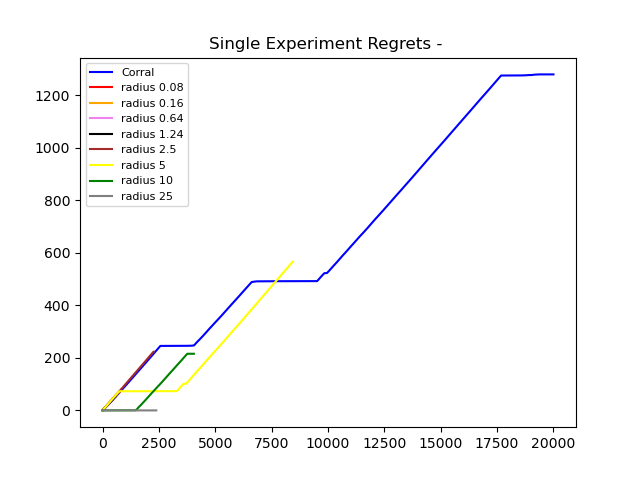 Single Experiment Regrets -
Corral
radius 0.08
radius 0.16
radius 0.64
radius 1.24
radius 2.5
radius 5
radius 10
radius 25
1200
1000
800
600
400
200
0
0 2500 5000 7500 10000 12500 15000 17500 20000